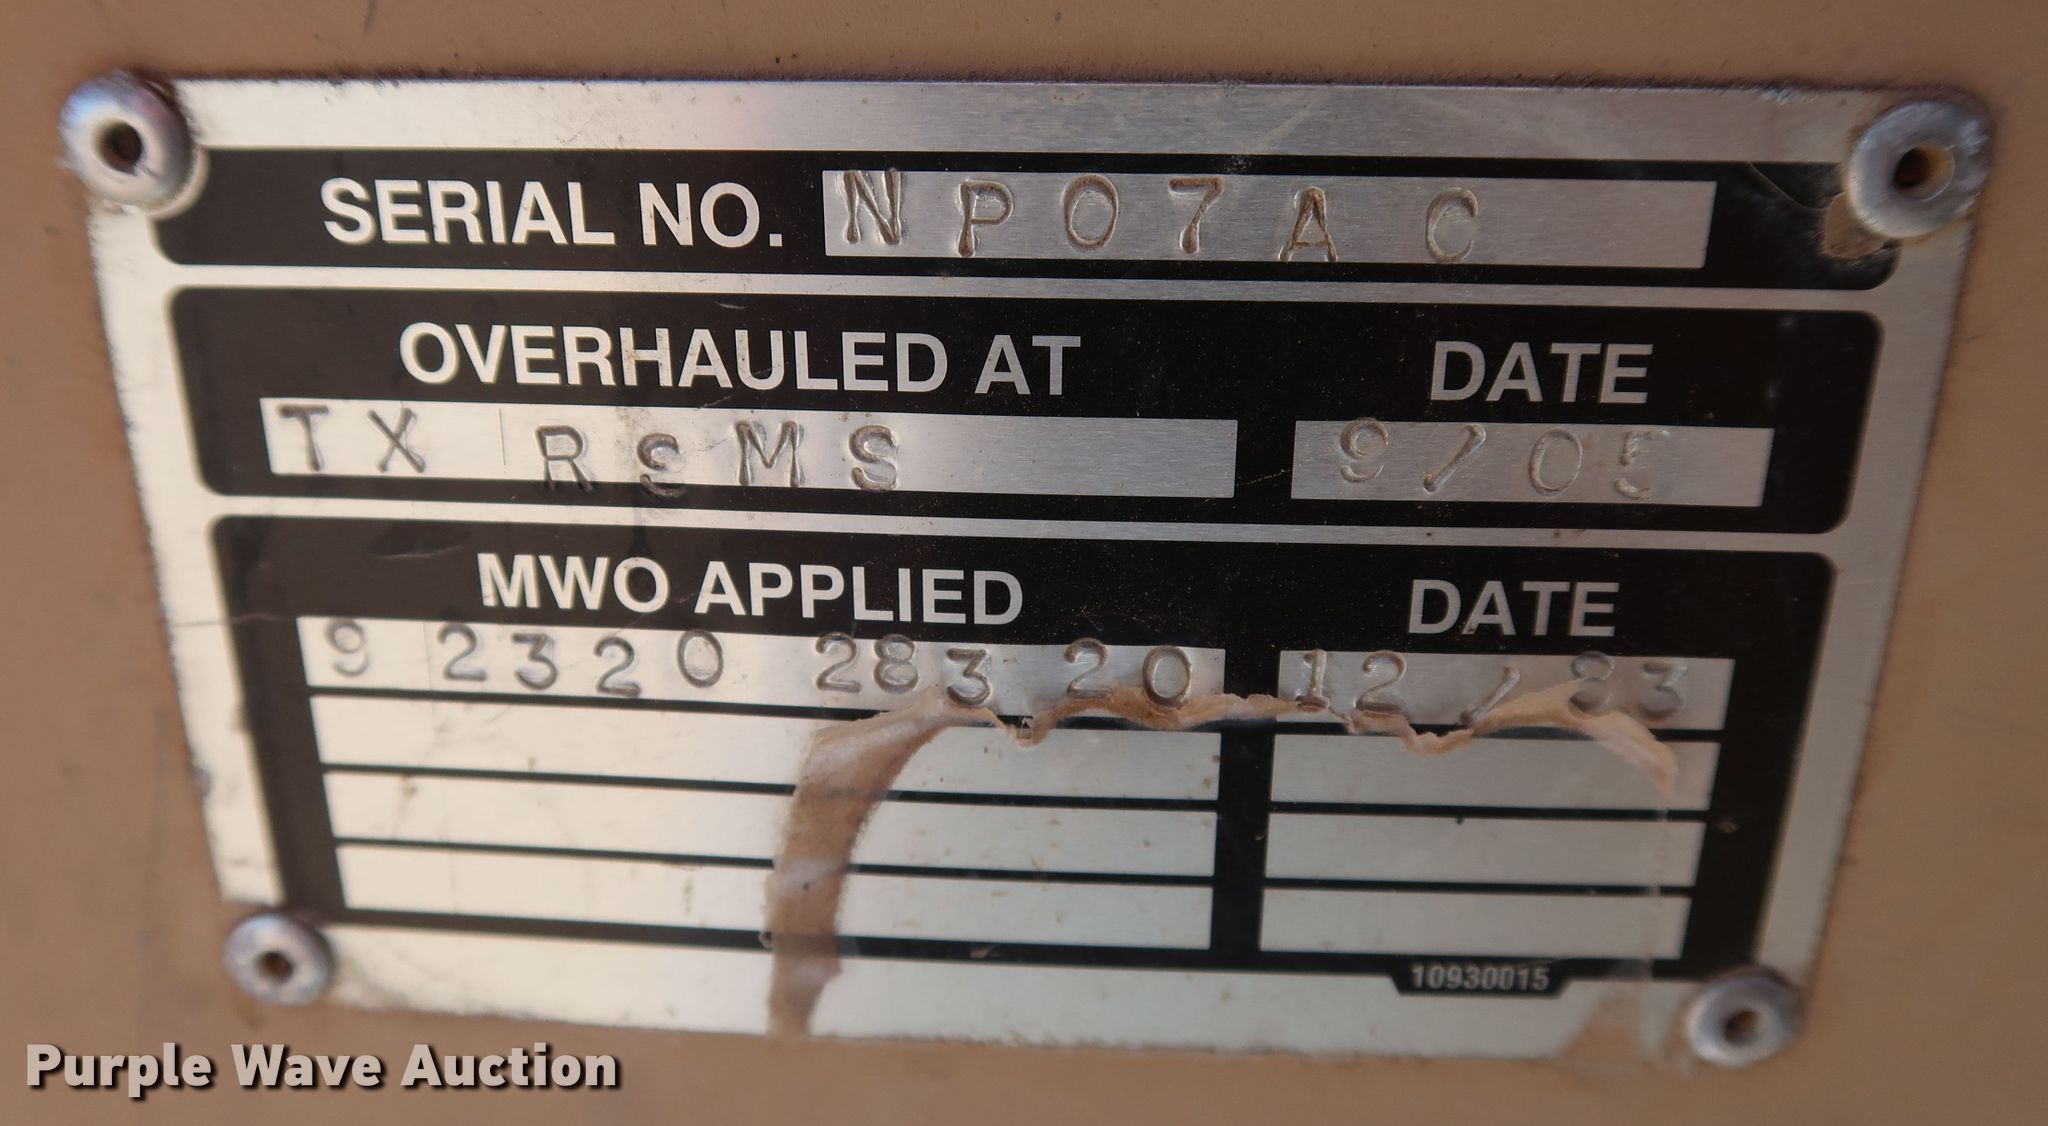 SERIAL NO. NP07AC
OVERHAULED AT DATE
TX RSMS 9/05
MWO APPLIED DATE
9 2320 283 20 12/83
10930015
Purple Wave Auction